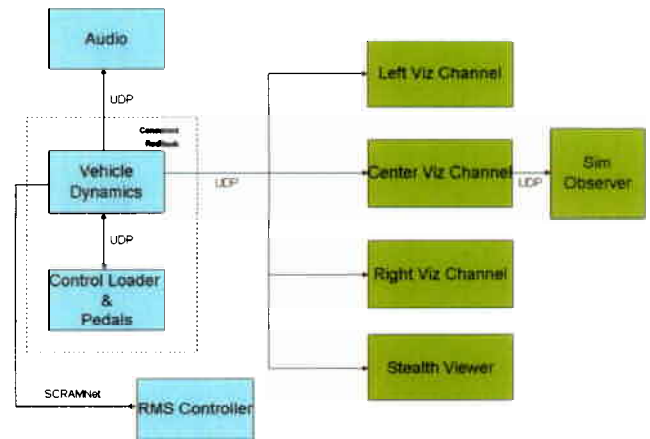 Audio
Left Viz Channel
UDP
Vehicle
Dynamics
UDP
Center Viz Channel
UDP
Sim
Observer
UDP
Control Loader
&
Pedals
Right Viz Channel
Stealth Viewer
SCRAMNet
RMS Controller